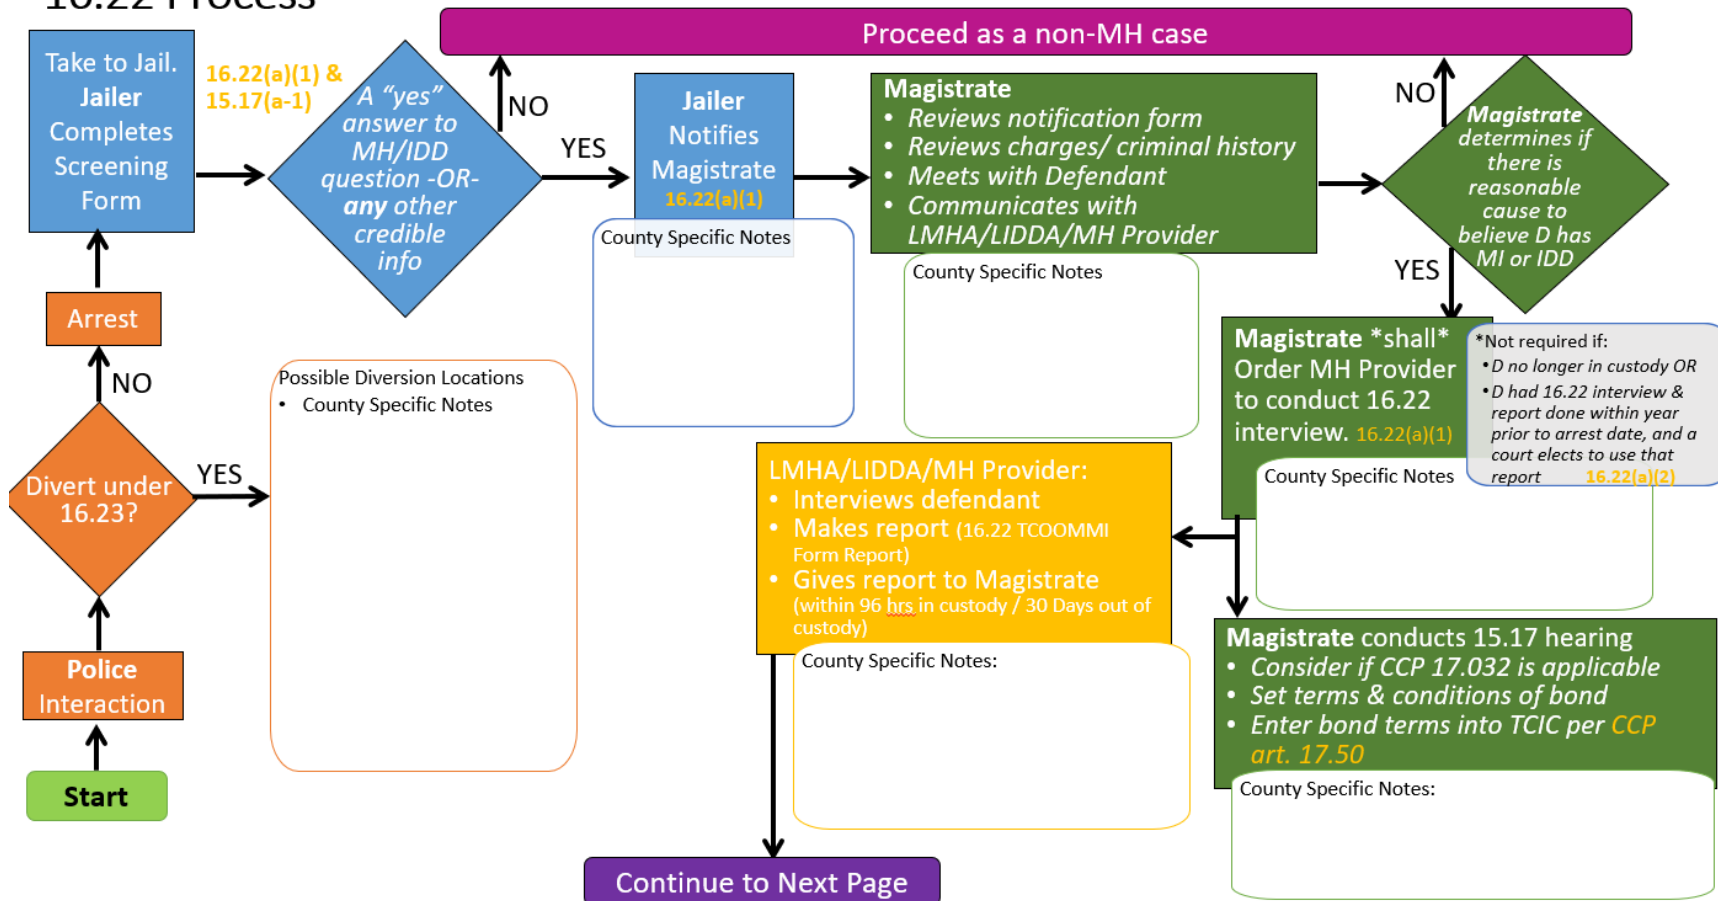 16.22 Process
Proceed as a non-MH case
Take to Jail.
Jailer
Completes
Screening
Form
16.22(a)(1) &
15.17(a-1)
A “yes”
answer to
MH/IDD
question -OR-
any other
credible
info
NO
YES
Jailer
Notifies
Magistrate
16.22(a)(1)
County Specific Notes
Magistrate
• Reviews notification form
• Reviews charges/ criminal history
• Meets with Defendant
• Communicates with
LMHA/LIDDA/MH Provider
County Specific Notes
NO
Magistrate
determines if
there is
reasonable
cause to
believe D has
MI or IDD
YES
Magistrate *shall*
Order MH Provider
to conduct 16.22
interview. 16.22(a)(1)
*Not required if:
• D no longer in custody OR
• D had 16.22 interview &
report done within year
prior to arrest date, and a
court elects to use that
report 16.22(a)(2)
County Specific Notes
Arrest
NO
Divert under
16.23?
YES
Possible Diversion Locations
• County Specific Notes
Police
Interaction
Start
LMHA/LIDDA/MH Provider:
• Interviews defendant
• Makes report (16.22 TCOOMMI
Form Report)
• Gives report to Magistrate
(within 96 hrs in custody / 30 Days out of
custody)
County Specific Notes:
Magistrate conducts 15.17 hearing
• Consider if CCP 17.032 is applicable
• Set terms & conditions of bond
• Enter bond terms into TCIC per CCP
art. 17.50
County Specific Notes:
Continue to Next Page